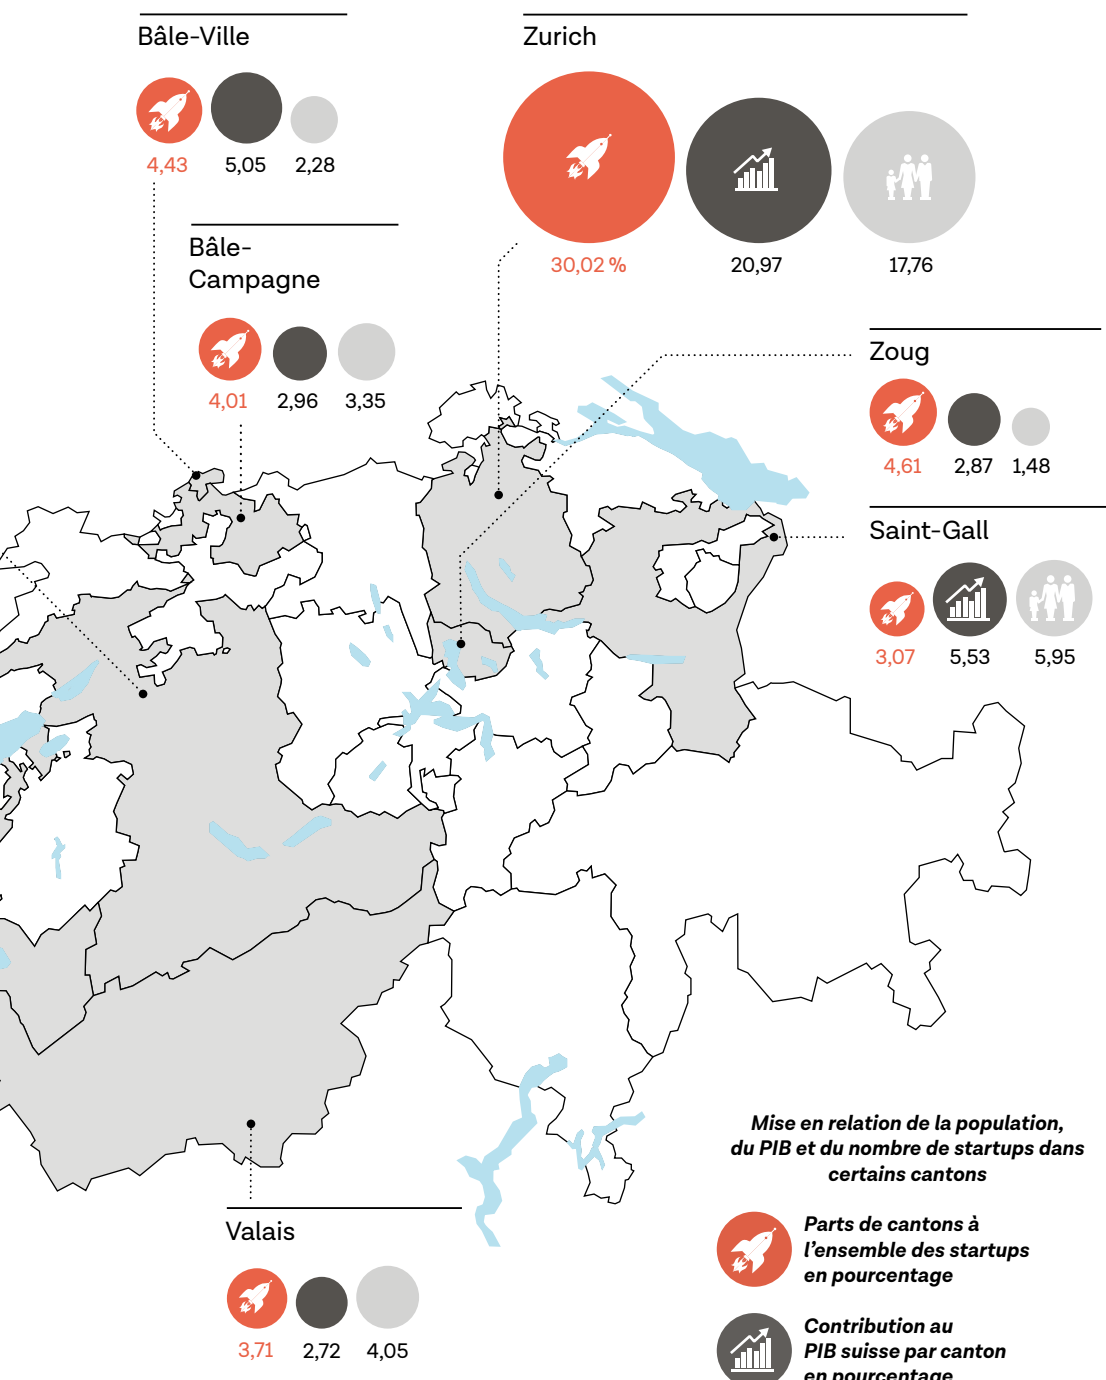 Bâle-Ville
4,43 5,05 2,28
Zurich
30,02 % 20,97 17,76
Bâle-
Campagne
4,01 2,96 3,35
Zoug
4,61 2,87 1,48
Saint-Gall
3,07 5,53 5,95
Valais
3,71 2,72 4,05
Mise en relation de la population,
du PIB et du nombre de startups dans
certains cantons
Parts de cantons à
l’ensemble des startups
en pourcentage
Contribution au
PIB suisse par canton
en pourcentage